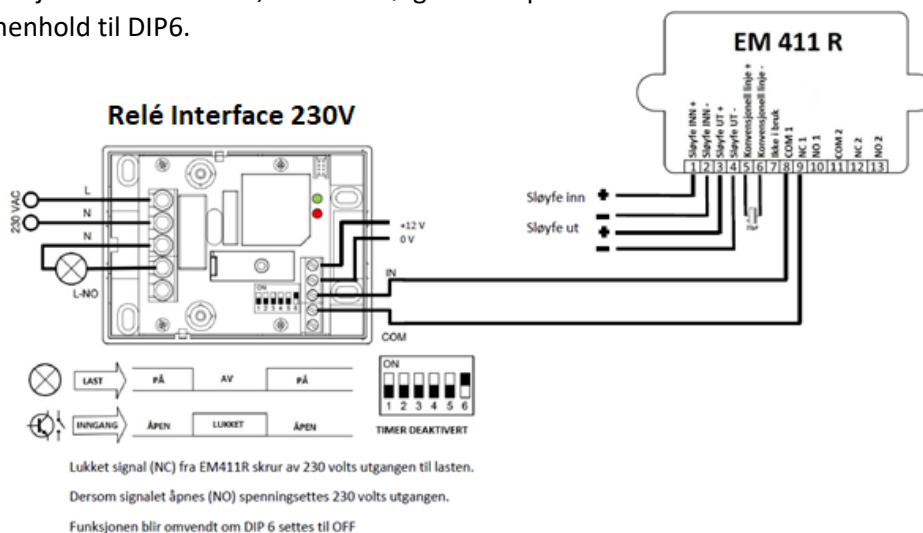 menhold til DIP6.
EM 411 R
Relé Interface 230V
Sløyfe INN +
Sløyfe INN -
Sløyfe UT +
Sløyfe UT -
Konvensjonell linje +
Konvensjonell linje -
Ikke i bruk
COM 1
NC 1
NO 1
COM 2
NC 2
NO 2
1 2 3 4 5 6 7 8 9 10 11 12 13
230 VAC
L
N
N
L-NO
ON
1 2 3 4 5 6
+12 V
0 V
IN
COM
Sløyfe inn + -
Sløyfe ut + -
LAST PÅ AV PÅ
INNGANG ÅPEN LUKKET ÅPEN
ON
1 2 3 4 5 6
TIMER DEAKTIVERT
Lukket signal (NC) fra EM411R skrur av 230 volts utgangen til lasten.
Dersom signalet åpnes (NO) spenningsettes 230 volts utgangen.
Funksjonen blir omvendt om DIP 6 settes til OFF